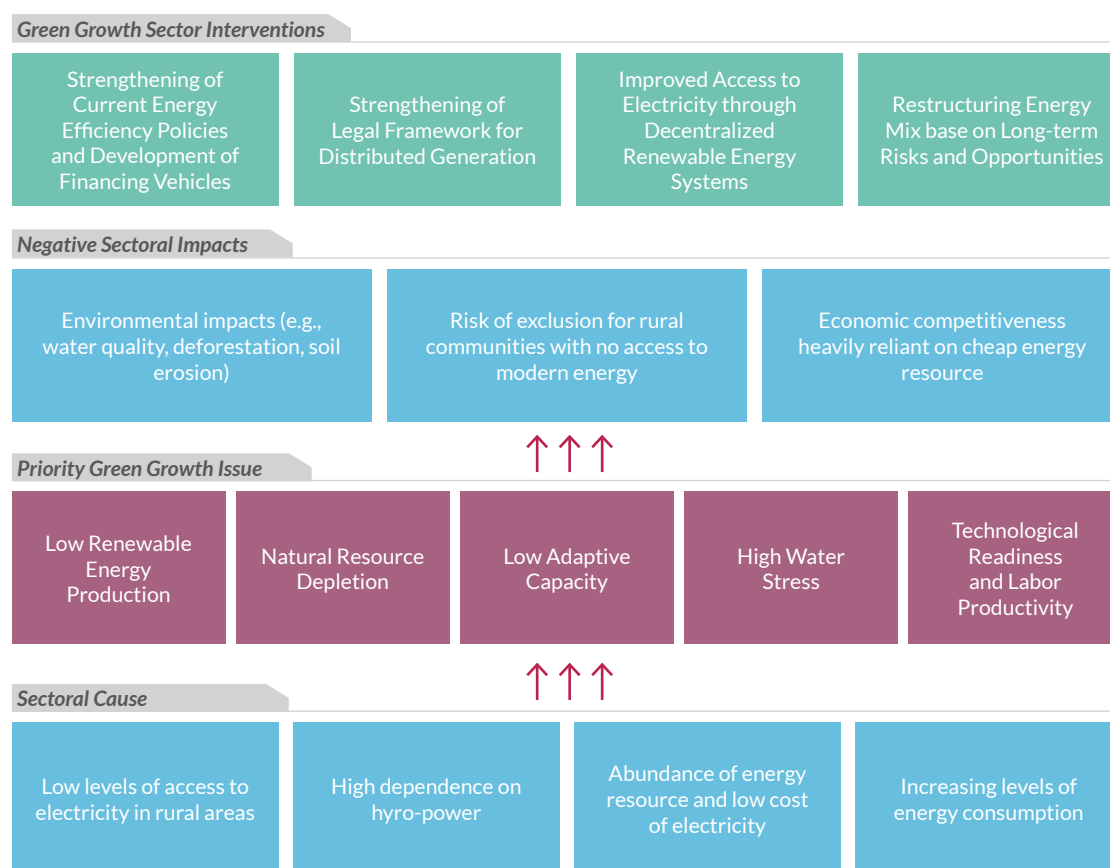 Green Growth Sector Interventions
Strengthening of
Current Energy
Efficiency Policies
and Development of
Financing Vehicles
Strengthening of
Legal Framework for
Distributed Generation
Improved Access to
Electricity through
Decentralized
Renewable Energy
Systems
Restructuring Energy
Mix base on Long-term
Risks and Opportunities
Negative Sectoral Impacts
Environmental impacts (e.g.,
water quality, deforestation, soil
erosion)
Risk of exclusion for rural
communities with no access to
modern energy
Economic competitiveness
heavily reliant on cheap energy
resource
Priority Green Growth Issue
Low Renewable
Energy
Production
Natural Resource
Depletion
Low Adaptive
Capacity
High Water
Stress
Technological
Readiness
and Labor
Productivity
Sectoral Cause
Low levels of access to
electricity in rural areas
High dependence on
hyro-power
Abundance of energy
resource and low cost
of electricity
Increasing levels of
energy consumption